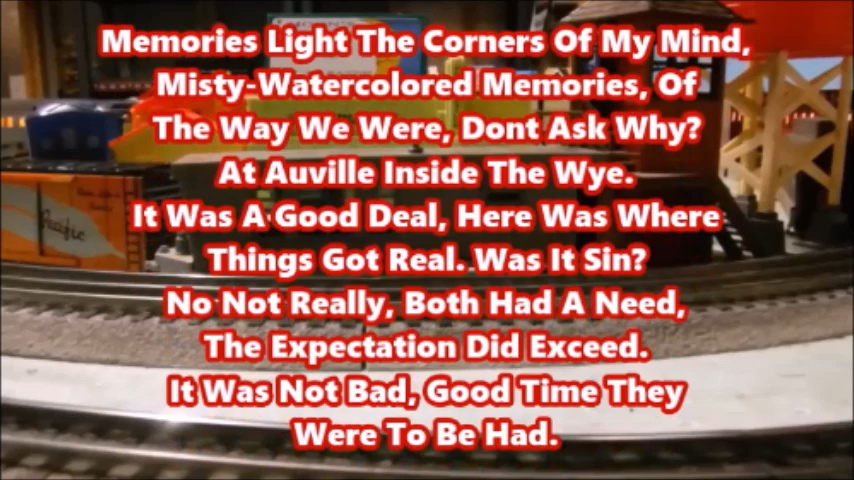 Memories Light The Corners Of My Mind,
Misty-Watercolored Memories, Of
The Way We Were, Dont Ask Why?
At Auville Inside The Wye.
It Was A Good Deal, Here Was Where
Things Got Real. Was It Sin?
No Not Really, Both Had A Need,
The Expectation Did Exceed.
It Was Not Bad, Good Time They
Were To Be Had.
Pacific